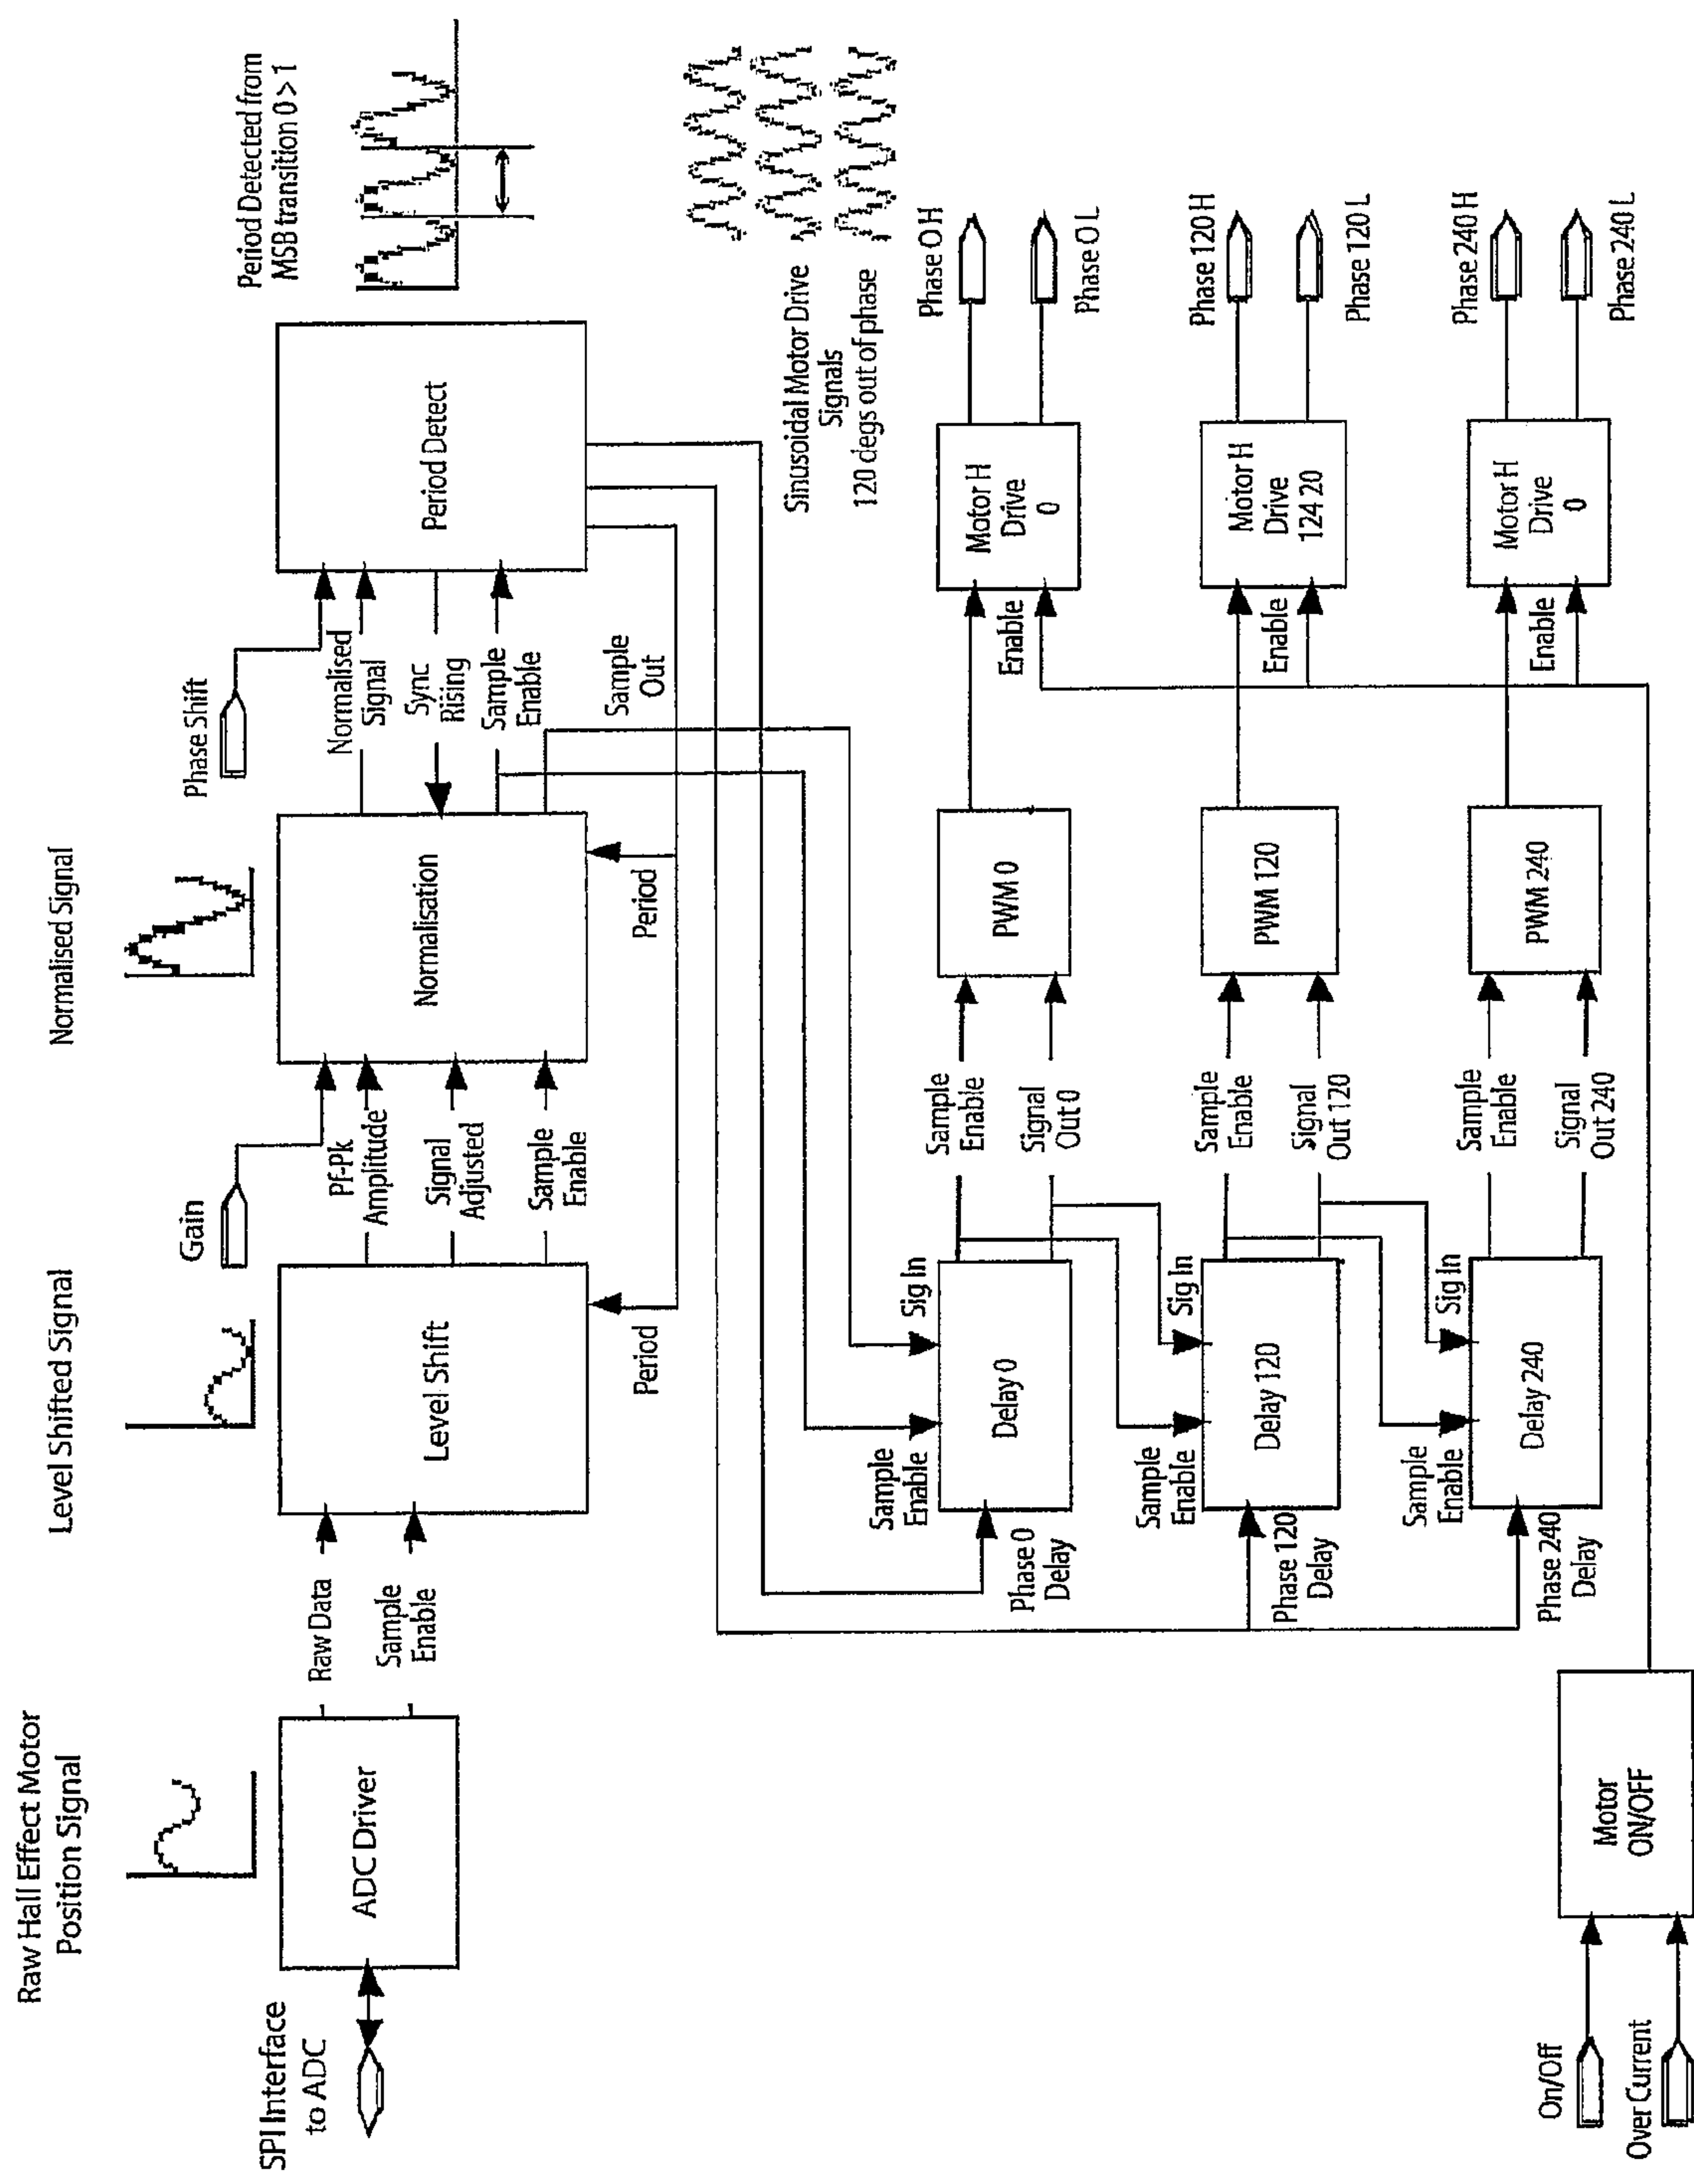 Raw Hall Effect Motor
Position Signal
Level Shifted Signal
Normalised Signal
Period Detected from
MSB transition 0 > 1
SPI Interface
to ADC
ADC Driver
Raw Data
Sample
Enable
Level Shift
Period
Gain
Pf-Pk
Amplitude
Signal
Adjusted
Sample
Enable
Normalisation
Period
Phase Shift
Normalised
Signal
Sync
Rising
Sample
Enable
Sample
Out
Period Detect
Sinusoidal Motor Drive
Signals
120 degs out of phase
Sample
Enable
Sig In
Phase 0
Delay
Delay 0
Sample
Enable
Signal
Out 0
PWM 0
Enable
Motor H
Drive
0
Phase O H
Phase O L
Sample
Enable
Sig In
Phase 120
Delay
Delay 120
Sample
Enable
Signal
Out 120
PWM 120
Enable
Motor H
Drive
124 20
Phase 120 H
Phase 120 L
Sample
Enable
Sig In
Phase 240
Delay
Delay 240
Sample
Enable
Signal
Out 240
PWM 240
Enable
Motor H
Drive
0
Phase 240 H
Phase 240 L
On/Off
Over Current
Motor
ON/OFF